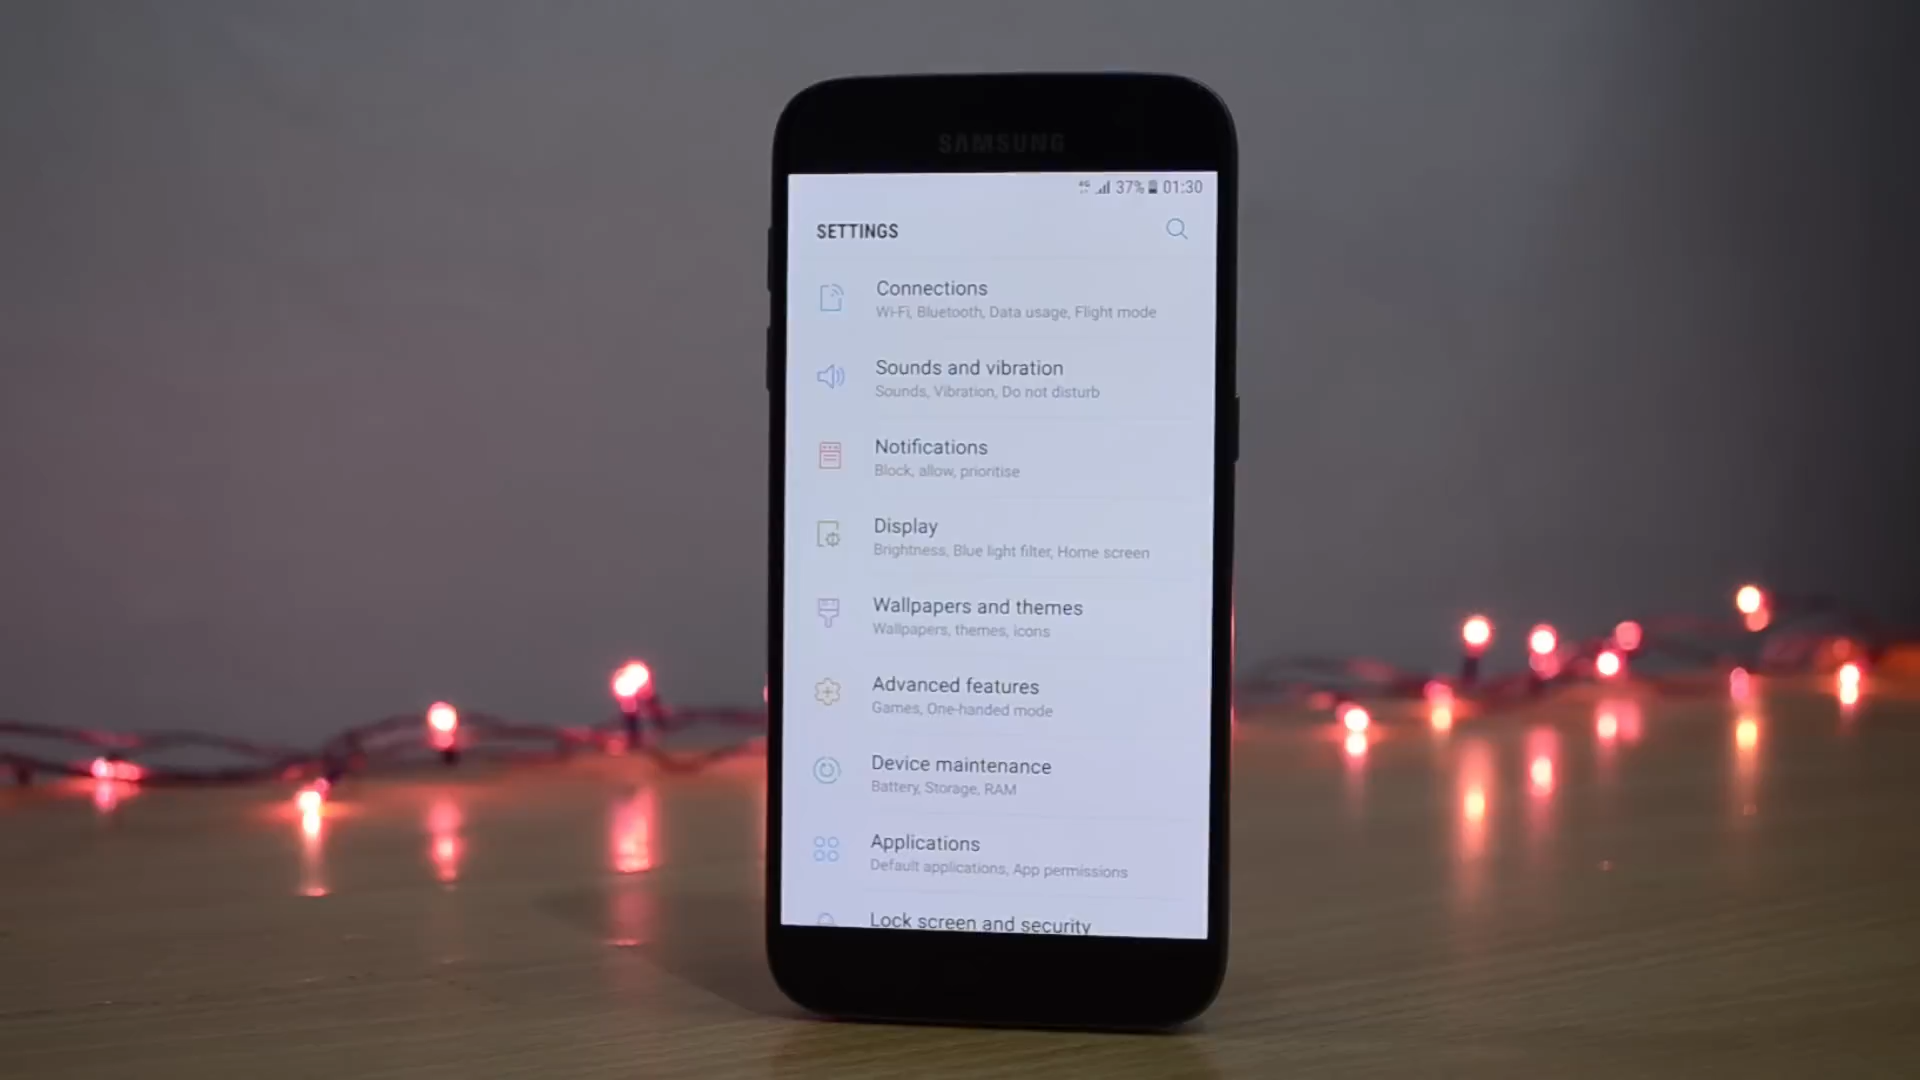 SAMSUNG
4G 37% 01:30
SETTINGS
Connections
Wi-Fi, Bluetooth, Data usage, Flight mode
Sounds and vibration
Sounds, Vibration, Do not disturb
Notifications
Block, allow, prioritise
Display
Brightness, Blue light filter, Home screen
Wallpapers and themes
Wallpapers, themes, icons
Advanced features
Games, One-handed mode
Device maintenance
Battery, Storage, RAM
Applications
Default applications, App permissions
Lock screen and security